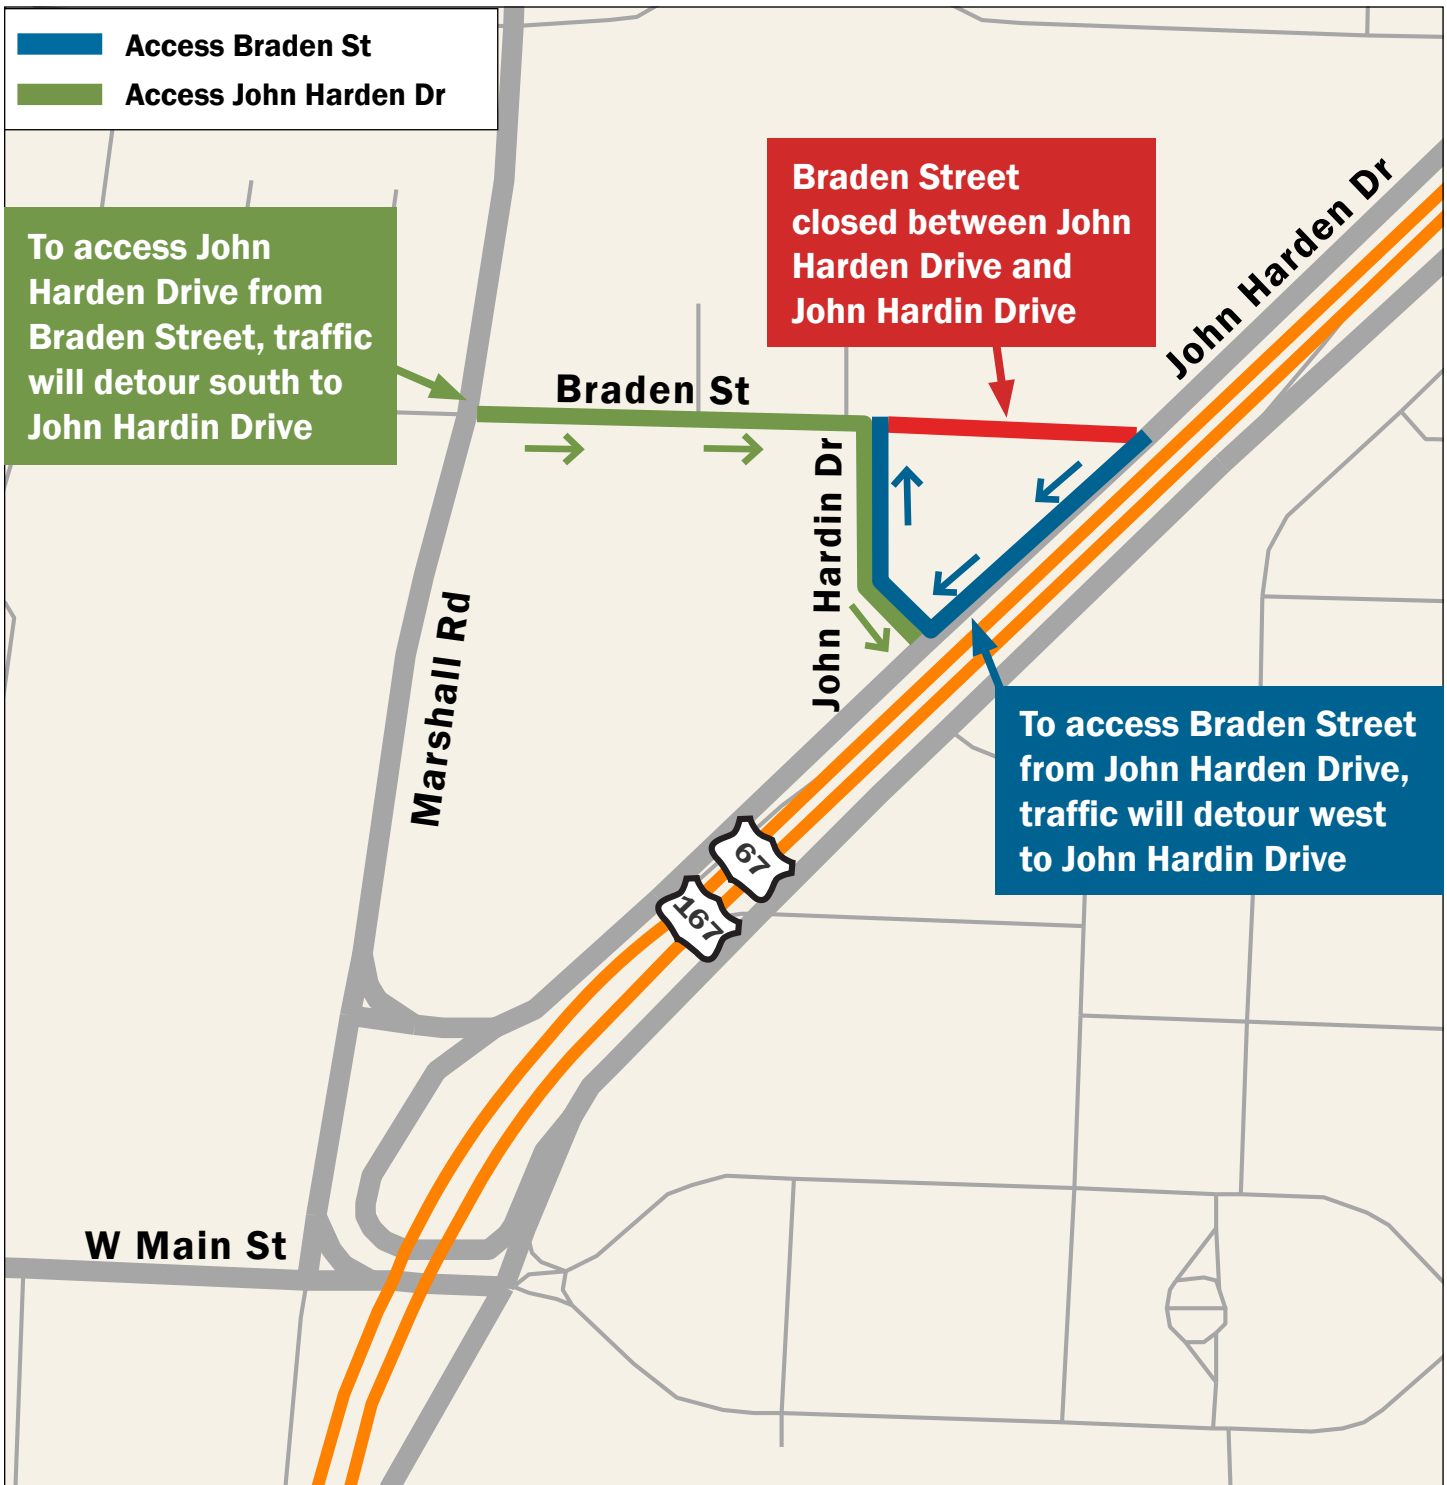 Access Braden St
Access John Harden Dr
Braden Street
closed between John
Harden Drive and
John Hardin Drive
John Harden Dr
To access John
Harden Drive from
Braden Street, traffic
will detour south to
John Hardin Drive
Braden St
John Hardin Dr
Marshall Rd
To access Braden Street
from John Harden Drive,
traffic will detour west
to John Hardin Drive
67
167
W Main St